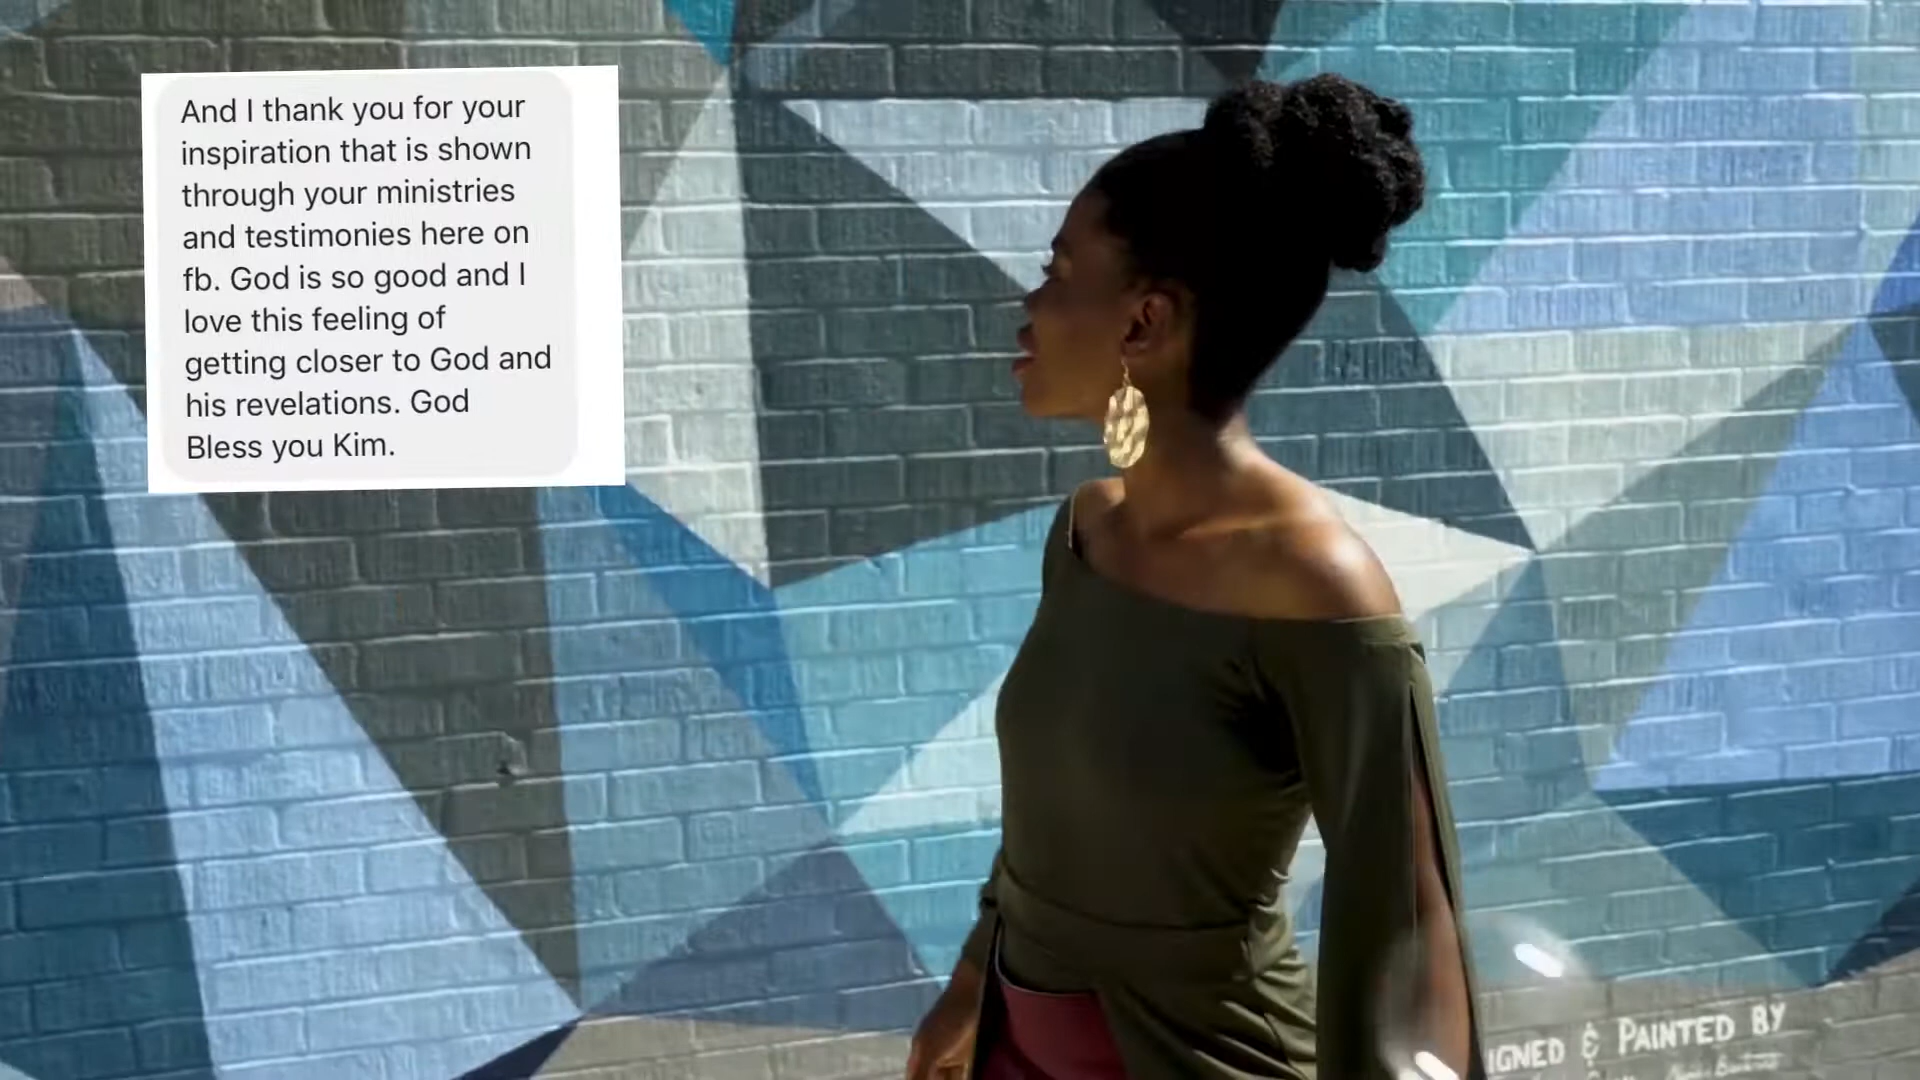 And I thank you for your
inspiration that is shown
through your ministries
and testimonies here on
fb. God is so good and I
love this feeling of
getting closer to God and
his revelations. God
Bless you Kim.
IGNED & PAINTED BY